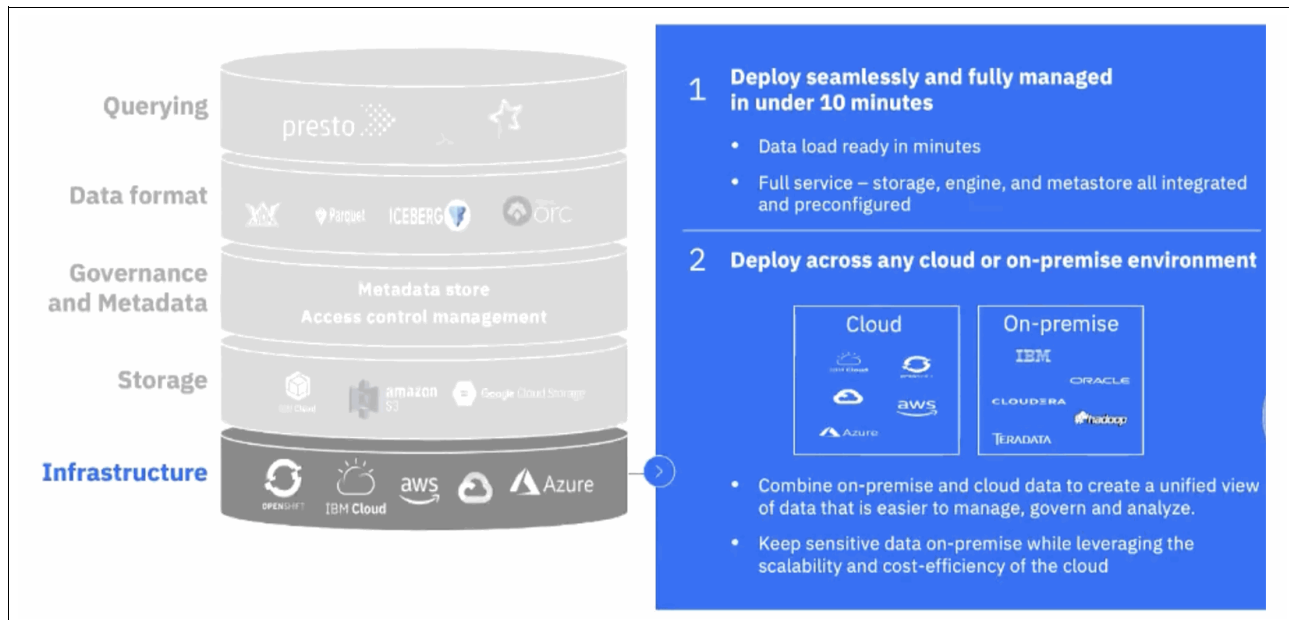 Querying
presto
Data format
Parquet
ICEBERG
orc
Governance
and Metadata
Metadata store
Access control management
Storage
IBM Cloud
amazon
S3
Google Cloud Storage
Infrastructure
OPENSHIFT
IBM Cloud
aws
Azure
1
Deploy seamlessly and fully managed
in under 10 minutes
• Data load ready in minutes
• Full service – storage, engine, and metastore all integrated
and preconfigured
2
Deploy across any cloud or on-premise environment
Cloud
IBM Cloud
OPENSHIFT
aws
Azure
On-premise
IBM
ORACLE
CLOUDERA
hadoop
TERADATA
• Combine on-premise and cloud data to create a unified view
of data that is easier to manage, govern and analyze.
• Keep sensitive data on-premise while leveraging the
scalability and cost-efficiency of the cloud